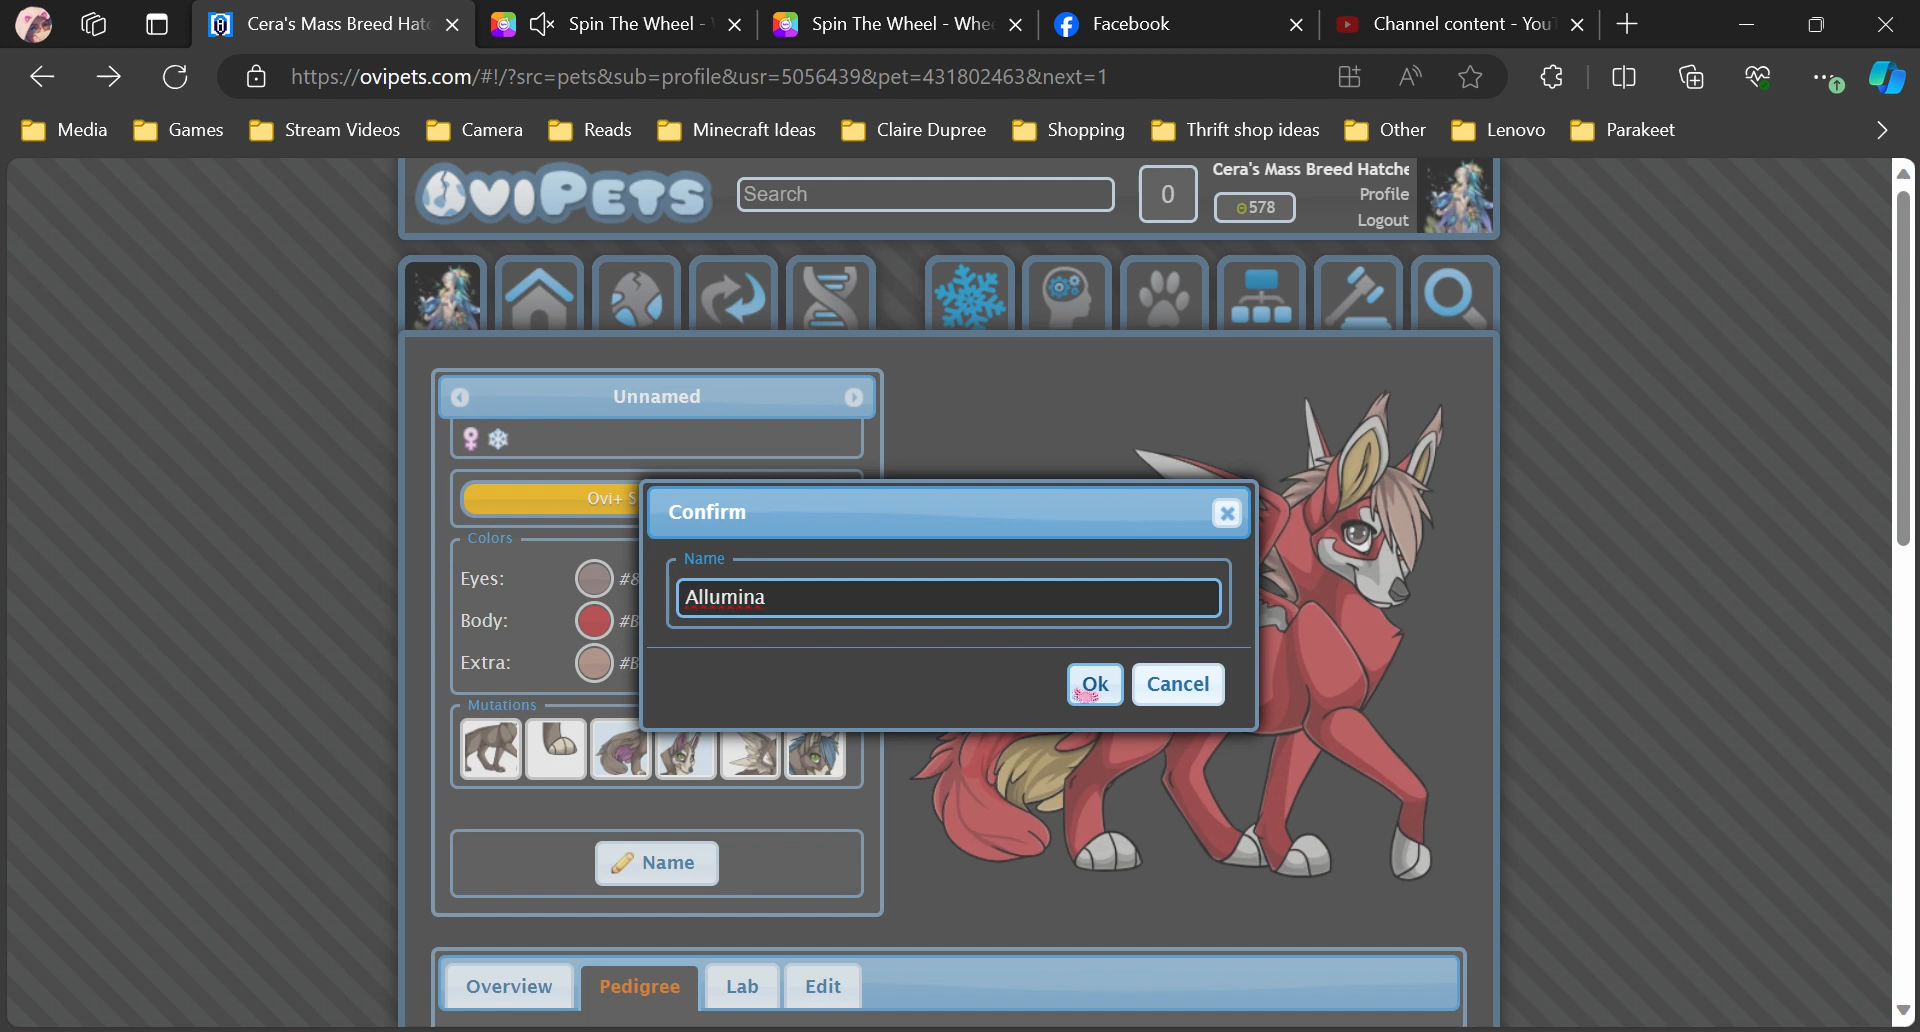 Cera's Mass Breed Hatc
Spin The Wheel -
Spin The Wheel - Whe
Facebook
Channel content - YouT
https://ovipets.com/#!/?src=pets&sub=profile&usr=5056439&pet=431802463&next=1
Media
Games
Stream Videos
Camera
Reads
Minecraft Ideas
Claire Dupree
Shopping
Thrift shop ideas
Other
Lenovo
Parakeet
OviPets
Search
0
Cera's Mass Breed Hatche
578
Profile
Logout
Unnamed
Ovi+ S
Colors
Eyes:
#8
Body:
#B
Extra:
#B
Mutations
Name
Confirm
Name
Allumina
Ok
Cancel
Overview
Pedigree
Lab
Edit